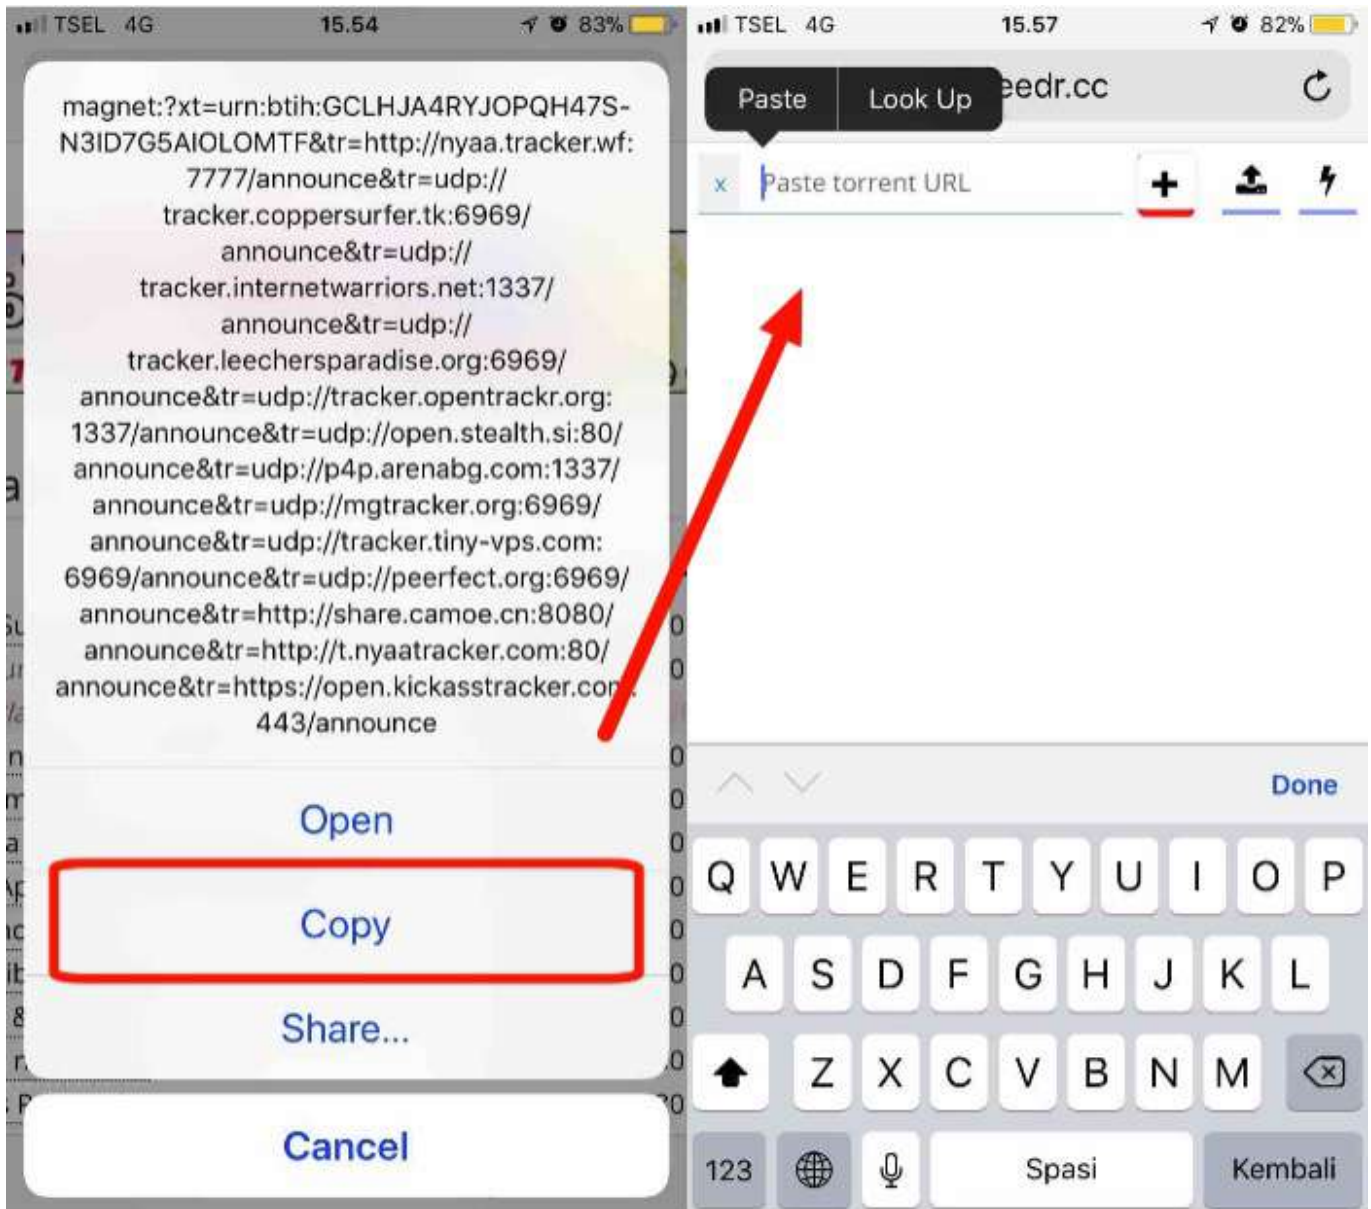 TSEL 4G 15.54 83%
magnet:?xt=urn:btih:GCLHJA4RYJOPQH47S-
N3ID7G5AIOLOMTF&tr=http://nyaa.tracker.wf:
7777/announce&tr=udp://
tracker.coppersurfer.tk:6969/
announce&tr=udp://
tracker.internetwarriors.net:1337/
announce&tr=udp://
tracker.leechersparadise.org:6969/
announce&tr=udp://tracker.opentrackr.org:
1337/announce&tr=udp://open.stealth.si:80/
announce&tr=udp://p4p.arenabg.com:1337/
announce&tr=udp://mgtracker.org:6969/
announce&tr=udp://tracker.tiny-vps.com:
6969/announce&tr=udp://peerfect.org:6969/
announce&tr=http://share.camoe.cn:8080/
announce&tr=http://t.nyaatracker.com:80/
announce&tr=https://open.kickasstracker.com:
443/announce
Open
Copy
Share...
Cancel
TSEL 4G 15.57 82%
Paste Look Up eedr.cc
x Paste torrent URL
Done
Q W E R T Y U I O P
A S D F G H J K L
Z X C V B N M
123 Spasi Kembali